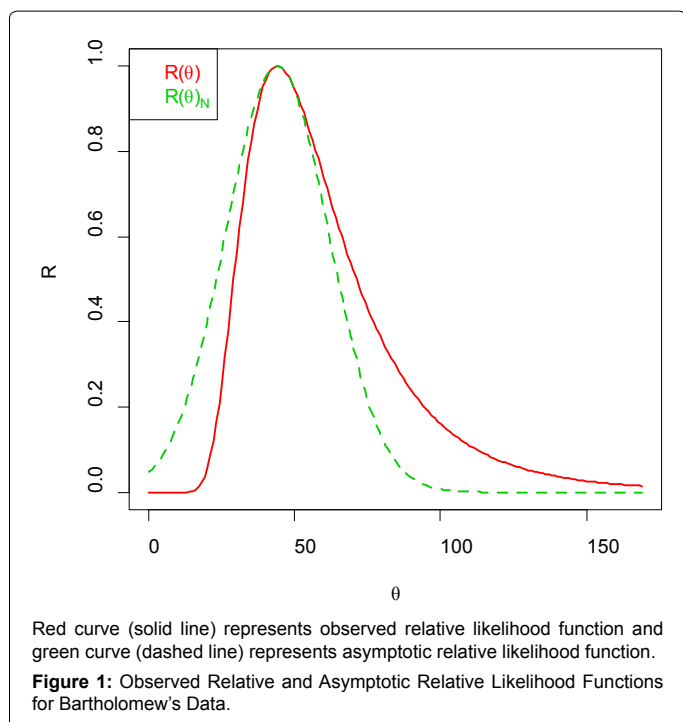 R(θ)
R(θ)N
R
0.0
0.2
0.4
0.6
0.8
1.0
0
50
100
150
θ
Red curve (solid line) represents observed relative likelihood function and
green curve (dashed line) represents asymptotic relative likelihood function.
Figure 1: Observed Relative and Asymptotic Relative Likelihood Functions
for Bartholomew's Data.